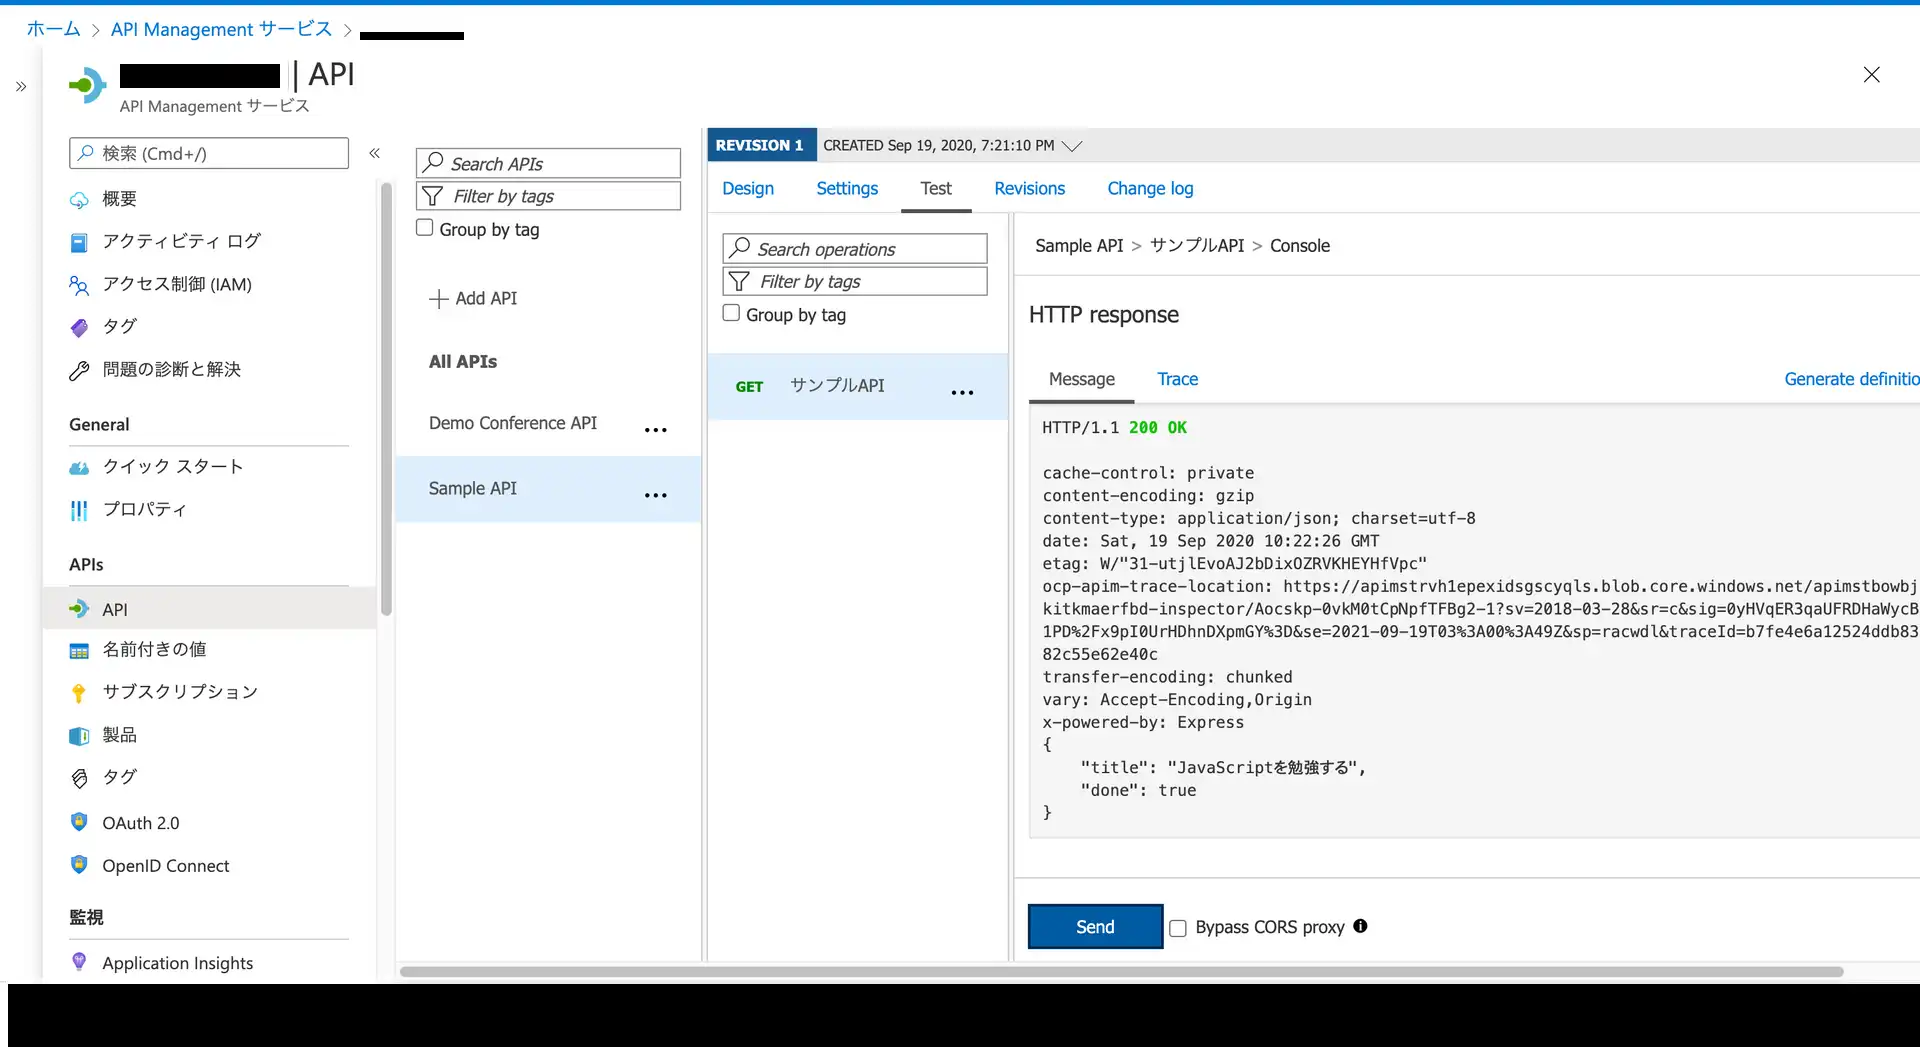 ホーム > API Management サービス >
| API
API Management サービス
検索 (Cmd+/)
概要
アクティビティ ログ
アクセス制御 (IAM)
タグ
問題の診断と解決
General
クイック スタート
プロパティ
APIs
API
名前付きの値
サブスクリプション
製品
タグ
OAuth 2.0
OpenID Connect
監視
Application Insights
Search APIs
Filter by tags
Group by tag
Add API
All APIs
Demo Conference API
Sample API
REVISION 1 CREATED Sep 19, 2020, 7:21:10 PM
Design Settings Test Revisions Change log
Search operations
Filter by tags
Group by tag
GET サンプルAPI
Sample API > サンプルAPI > Console
HTTP response
Message Trace Generate definitio
HTTP/1.1 200 OK
cache-control: private
content-encoding: gzip
content-type: application/json; charset=utf-8
date: Sat, 19 Sep 2020 10:22:26 GMT
etag: W/"31-utjlEvoAJ2bDixOZRVKHEYHfVpc"
ocp-apim-trace-location: https://apimstrvh1epexidsgscyqls.blob.core.windows.net/apimstbowbj
kitkmaerfbd-inspector/Aocskp-0vkM0tCpNpfTFBg2-1?sv=2018-03-28&sr=c&sig=0yHVqER3qaUFRDHaWycB
1PD%2Fx9pI0UrHDhnDXpmGY%3D&se=2021-09-19T03%3A00%3A49Z&sp=racwdl&traceId=b7fe4e6a12524ddb83
82c55e62e40c
transfer-encoding: chunked
vary: Accept-Encoding,Origin
x-powered-by: Express
{
"title": "JavaScriptを勉強する",
"done": true
}
Send Bypass CORS proxy